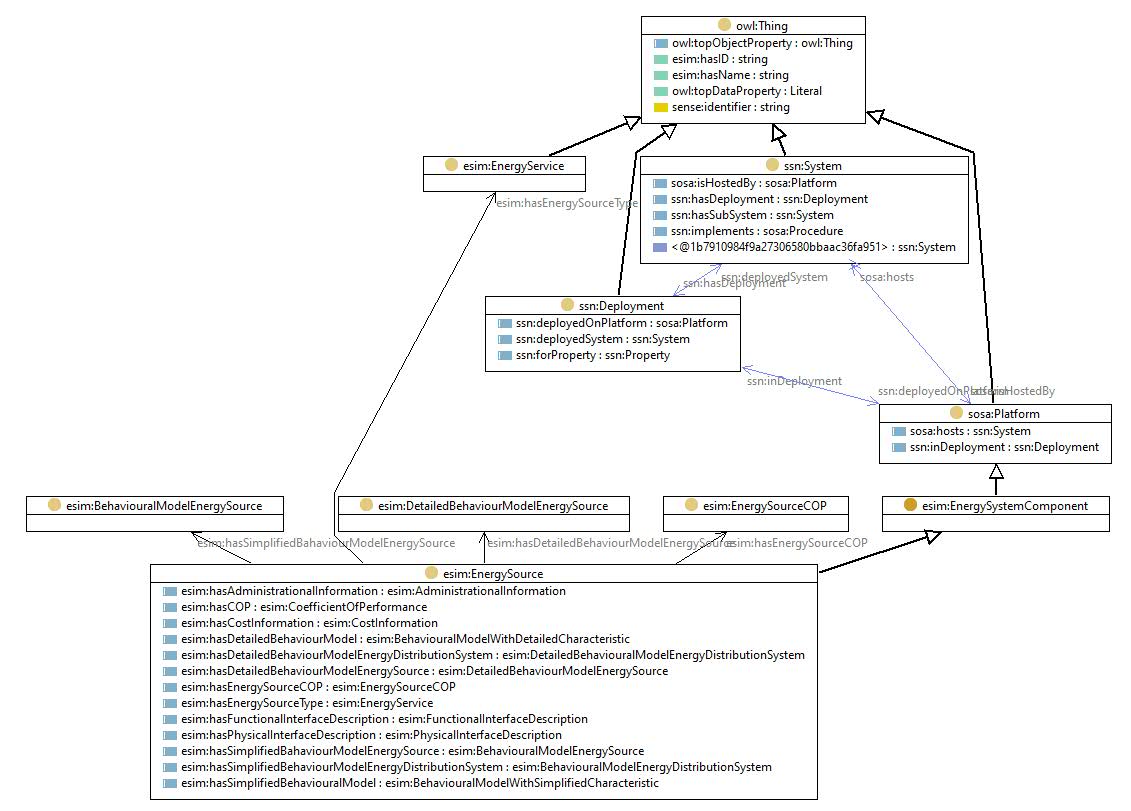 owl:Thing
owl:topObjectProperty : owl:Thing
esim:hasID : string
esim:hasName : string
owl:topDataProperty : Literal
sense:identifier : string
esim:EnergyService
ssn:System
sosa:isHostedBy : sosa:Platform
ssn:hasDeployment : ssn:Deployment
ssn:hasSubSystem : ssn:System
ssn:implements : sosa:Procedure
<@1b7910984f9a27306580bbaac36fa951> : ssn:System
esim:hasEnergySourceType
ssn:deployedSystem
sosa:hosts
ssn:hasDeployment
ssn:Deployment
ssn:deployedOnPlatform : sosa:Platform
ssn:deployedSystem : ssn:System
ssn:forProperty : ssn:Property
ssn:inDeployment
ssn:deployedOnPlatform
sosa:isHostedBy
sosa:Platform
sosa:hosts : ssn:System
ssn:inDeployment : ssn:Deployment
esim:BehaviouralModelEnergySource
esim:DetailedBehaviourModelEnergySource
esim:EnergySourceCOP
esim:EnergySystemComponent
esim:hasSimplifiedBahaviourModelEnergySource
esim:hasDetailedBehaviourModelEnergySource
esim:hasEnergySourceCOP
esim:EnergySource
esim:hasAdministrationalInformation : esim:AdministrationalInformation
esim:hasCOP : esim:CoefficientOfPerformance
esim:hasCostInformation : esim:CostInformation
esim:hasDetailedBehaviourModel : esim:BehaviouralModelWithDetailedCharacteristic
esim:hasDetailedBehaviourModelEnergyDistributionSystem : esim:DetailedBehaviouralModelEnergyDistributionSystem
esim:hasDetailedBehaviourModelEnergySource : esim:DetailedBehaviourModelEnergySource
esim:hasEnergySourceCOP : esim:EnergySourceCOP
esim:hasEnergySourceType : esim:EnergyService
esim:hasFunctionalInterfaceDescription : esim:FunctionalInterfaceDescription
esim:hasPhysicalInterfaceDescription : esim:PhysicalInterfaceDescription
esim:hasSimplifiedBahaviourModelEnergySource : esim:BehaviouralModelEnergySource
esim:hasSimplifiedBehaviourModelEnergyDistributionSystem : esim:BehaviouralModelEnergyDistributionSystem
esim:hasSimplifiedBehaviouralModel : esim:BehaviouralModelWithSimplifiedCharacteristic